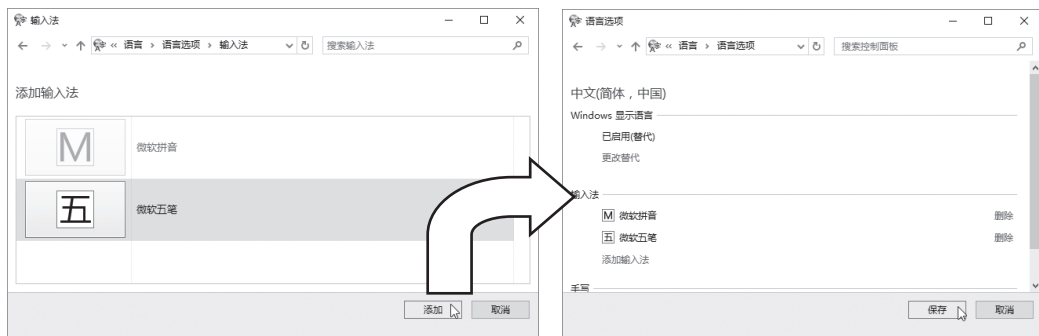 输入法
« 语言 › 语言选项 › 输入法
搜索输入法
添加输入法
M 微软拼音
五 微软五笔
添加 取消
语言选项
« 语言 › 语言选项
搜索控制面板
中文(简体，中国)
Windows 显示语言
已启用(替代)
更改替代
输入法
M 微软拼音 删除
五 微软五笔 删除
添加输入法
手写
保存 取消